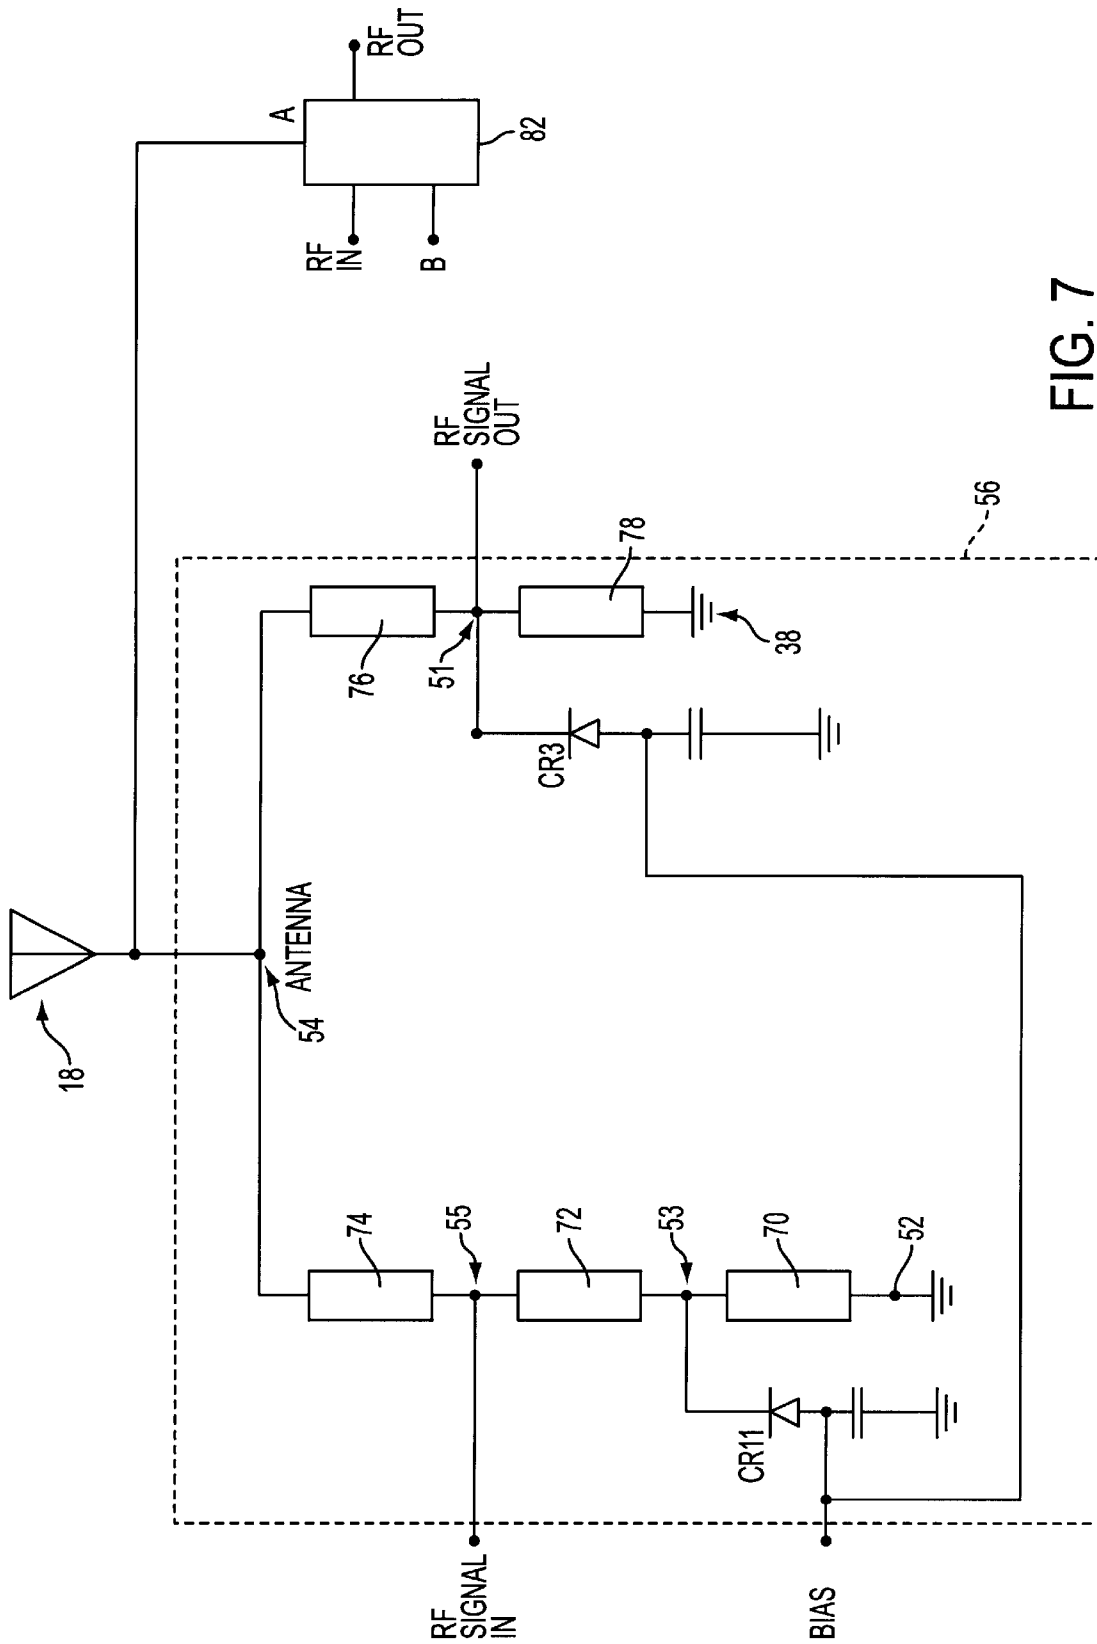 18
54
ANTENNA
A
RF
OUT
82
RF
IN
B
74
76
RF
SIGNAL
IN
55
51
RF
SIGNAL
OUT
72
78
CR3
53
38
70
CR11
52
BIAS
56
FIG. 7